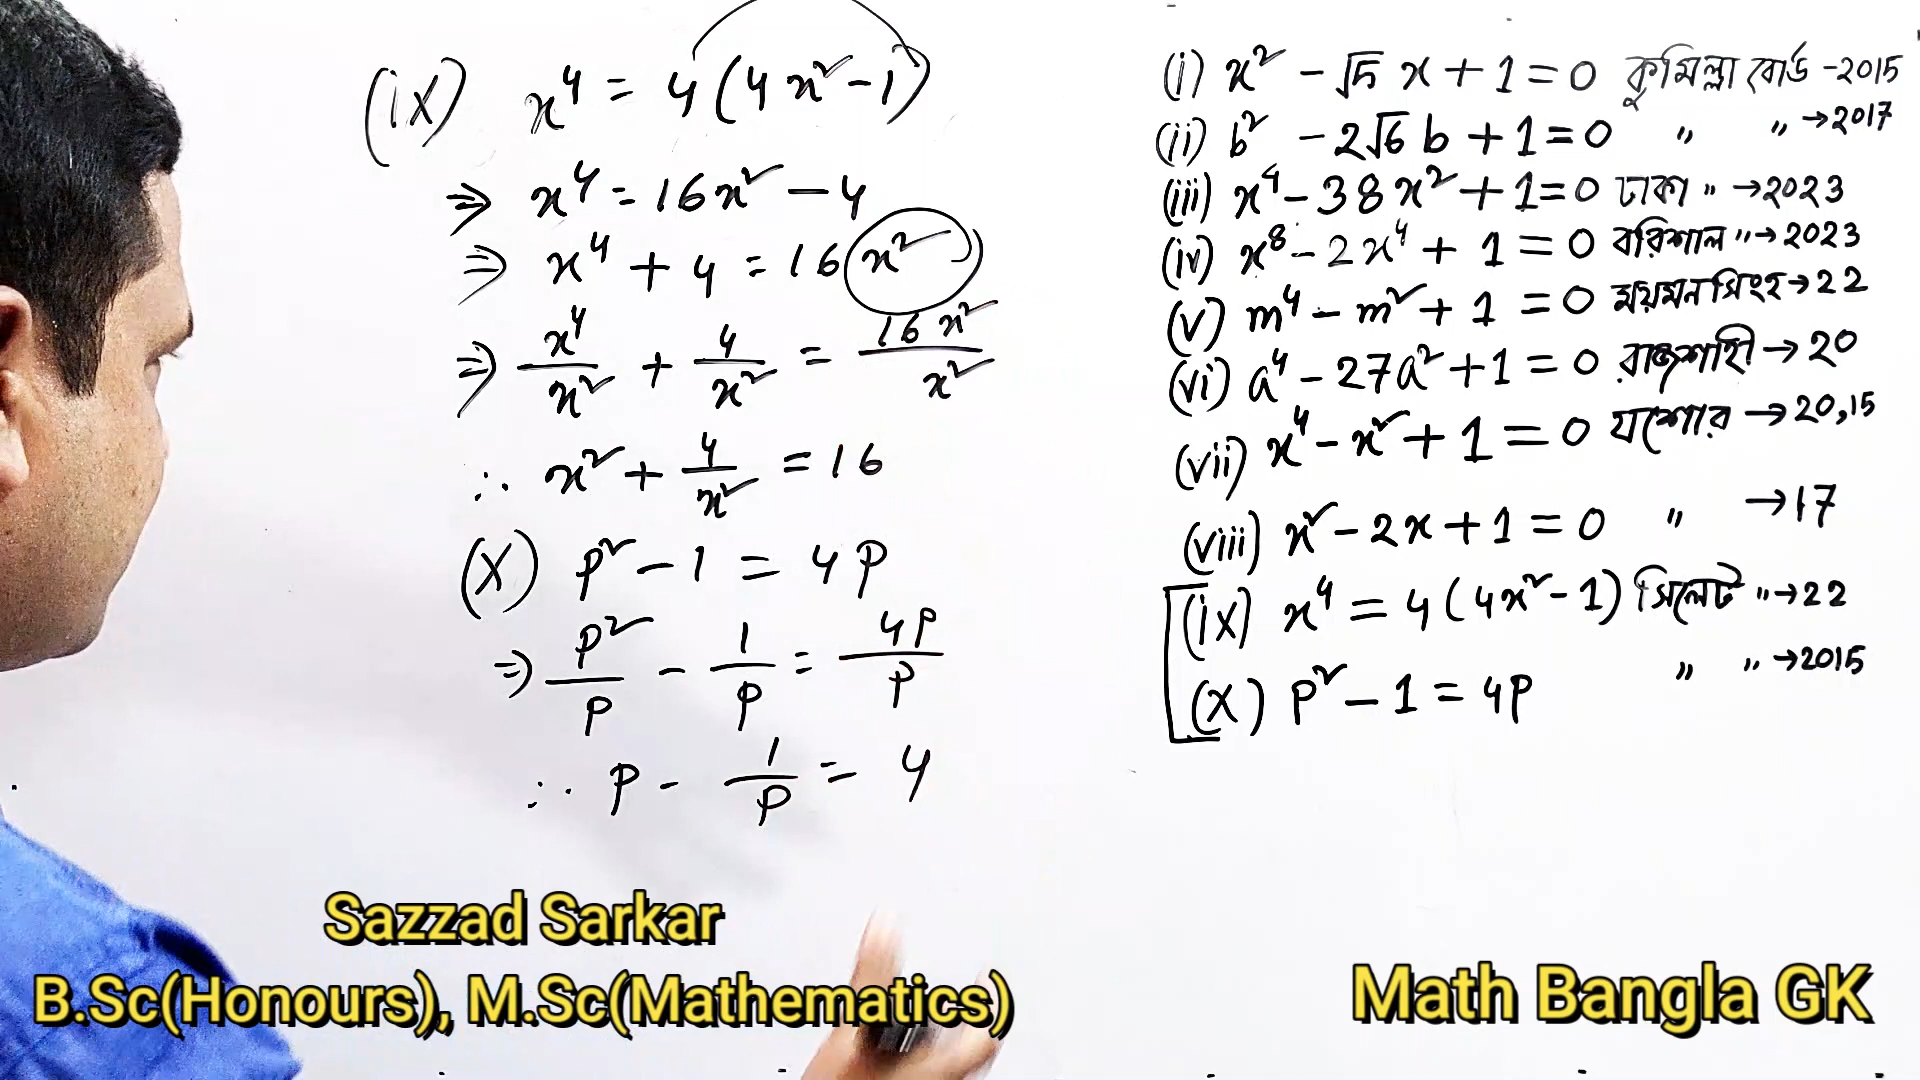 (ix) x⁴ = 4(4x²-1)
⇒ x⁴ = 16x² - 4
⇒ x⁴ + 4 = 16x²
⇒ x⁴/x² + 4/x² = 16x²/x²
∴ x² + 4/x² = 16
(x) p² - 1 = 4p
⇒ p²/p - 1/p = 4p/p
∴ p - 1/p = 4
(i) x² - √5 x + 1 = 0 কুমিল্লা বোর্ড -2015
(ii) b² - 2√6 b + 1 = 0 " " →2017
(iii) x⁴ - 38x² + 1 = 0 ঢাকা " →2023
(iv) x⁸ - 2x⁴ + 1 = 0 বরিশাল " →2023
(v) m⁴ - m² + 1 = 0 ময়মনসিংহ→22
(vi) a⁴ - 27a² + 1 = 0 রাজশাহী→20
(vii) x⁴ - x² + 1 = 0 যশোর →20,15
(viii) x² - 2x + 1 = 0 " →17
(ix) x⁴ = 4(4x²-1) সিলেট " →22
(x) p² - 1 = 4p " " →2015
Sazzad Sarkar
B.Sc(Honours), M.Sc(Mathematics)
Math Bangla GK